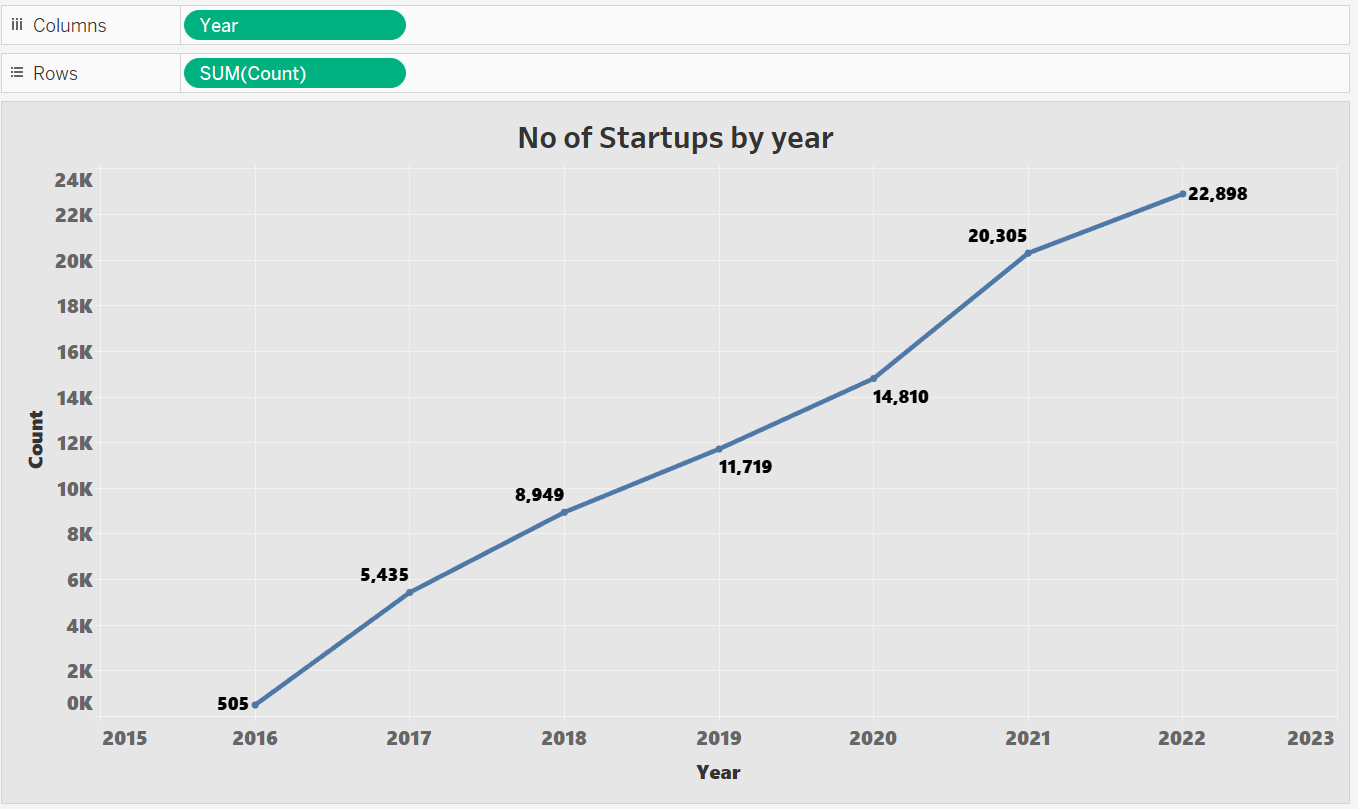 Columns
Year
Rows
SUM(Count)
No of Startups by year
24K
22K
20K
18K
16K
14K
12K
10K
8K
6K
4K
2K
0K
Count
22,898
20,305
14,810
11,719
8,949
5,435
505
2015 2016 2017 2018 2019 2020 2021 2022 2023
Year